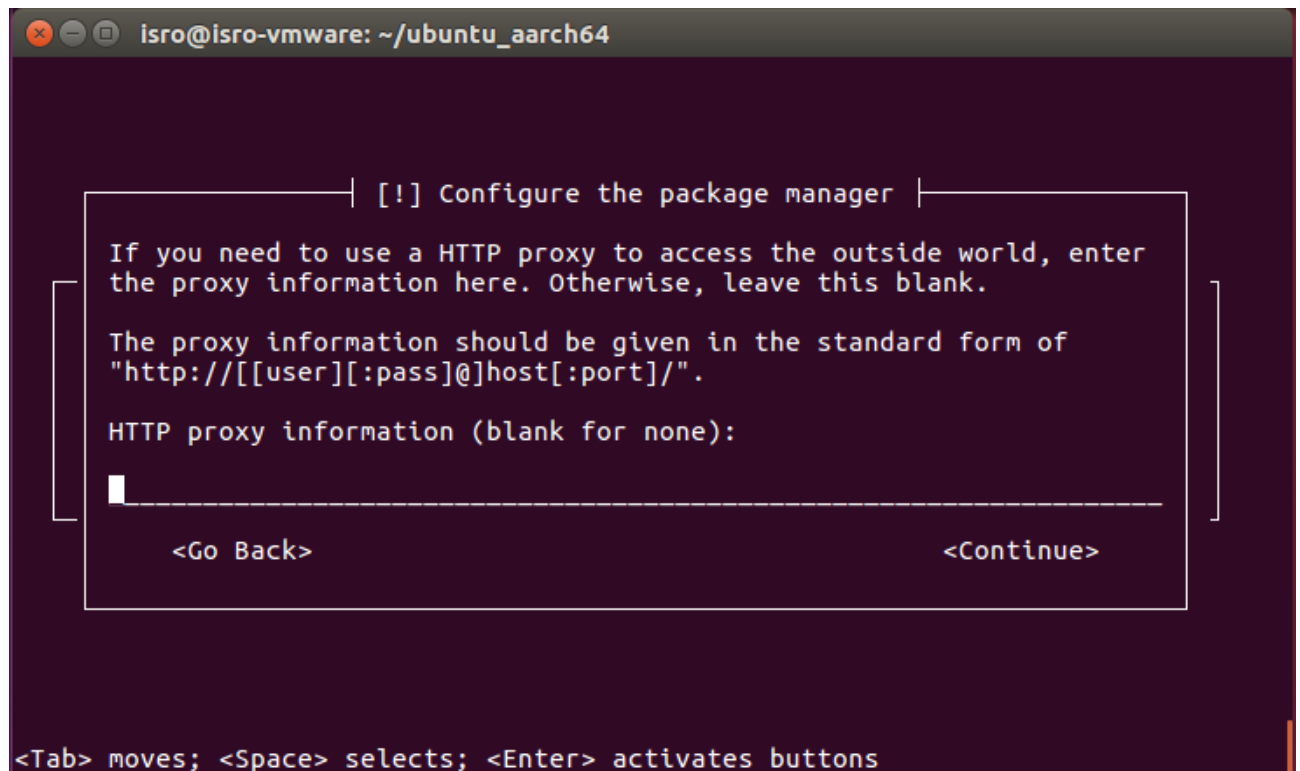 isro@isro-vmware: ~/ubuntu_aarch64
[!] Configure the package manager
If you need to use a HTTP proxy to access the outside world, enter
the proxy information here. Otherwise, leave this blank.
The proxy information should be given in the standard form of
"http://[[user][:pass]@]host[:port]/".
HTTP proxy information (blank for none):
<Go Back> <Continue>
<Tab> moves; <Space> selects; <Enter> activates buttons